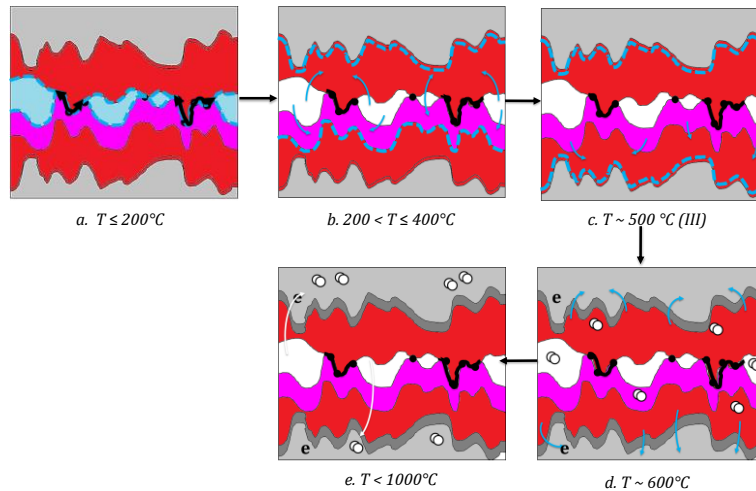 a. T ≤ 200°C
b. 200 < T ≤ 400°C
c. T ~ 500 °C (III)
e
e
e
e
e. T < 1000°C
d. T ~ 600°C